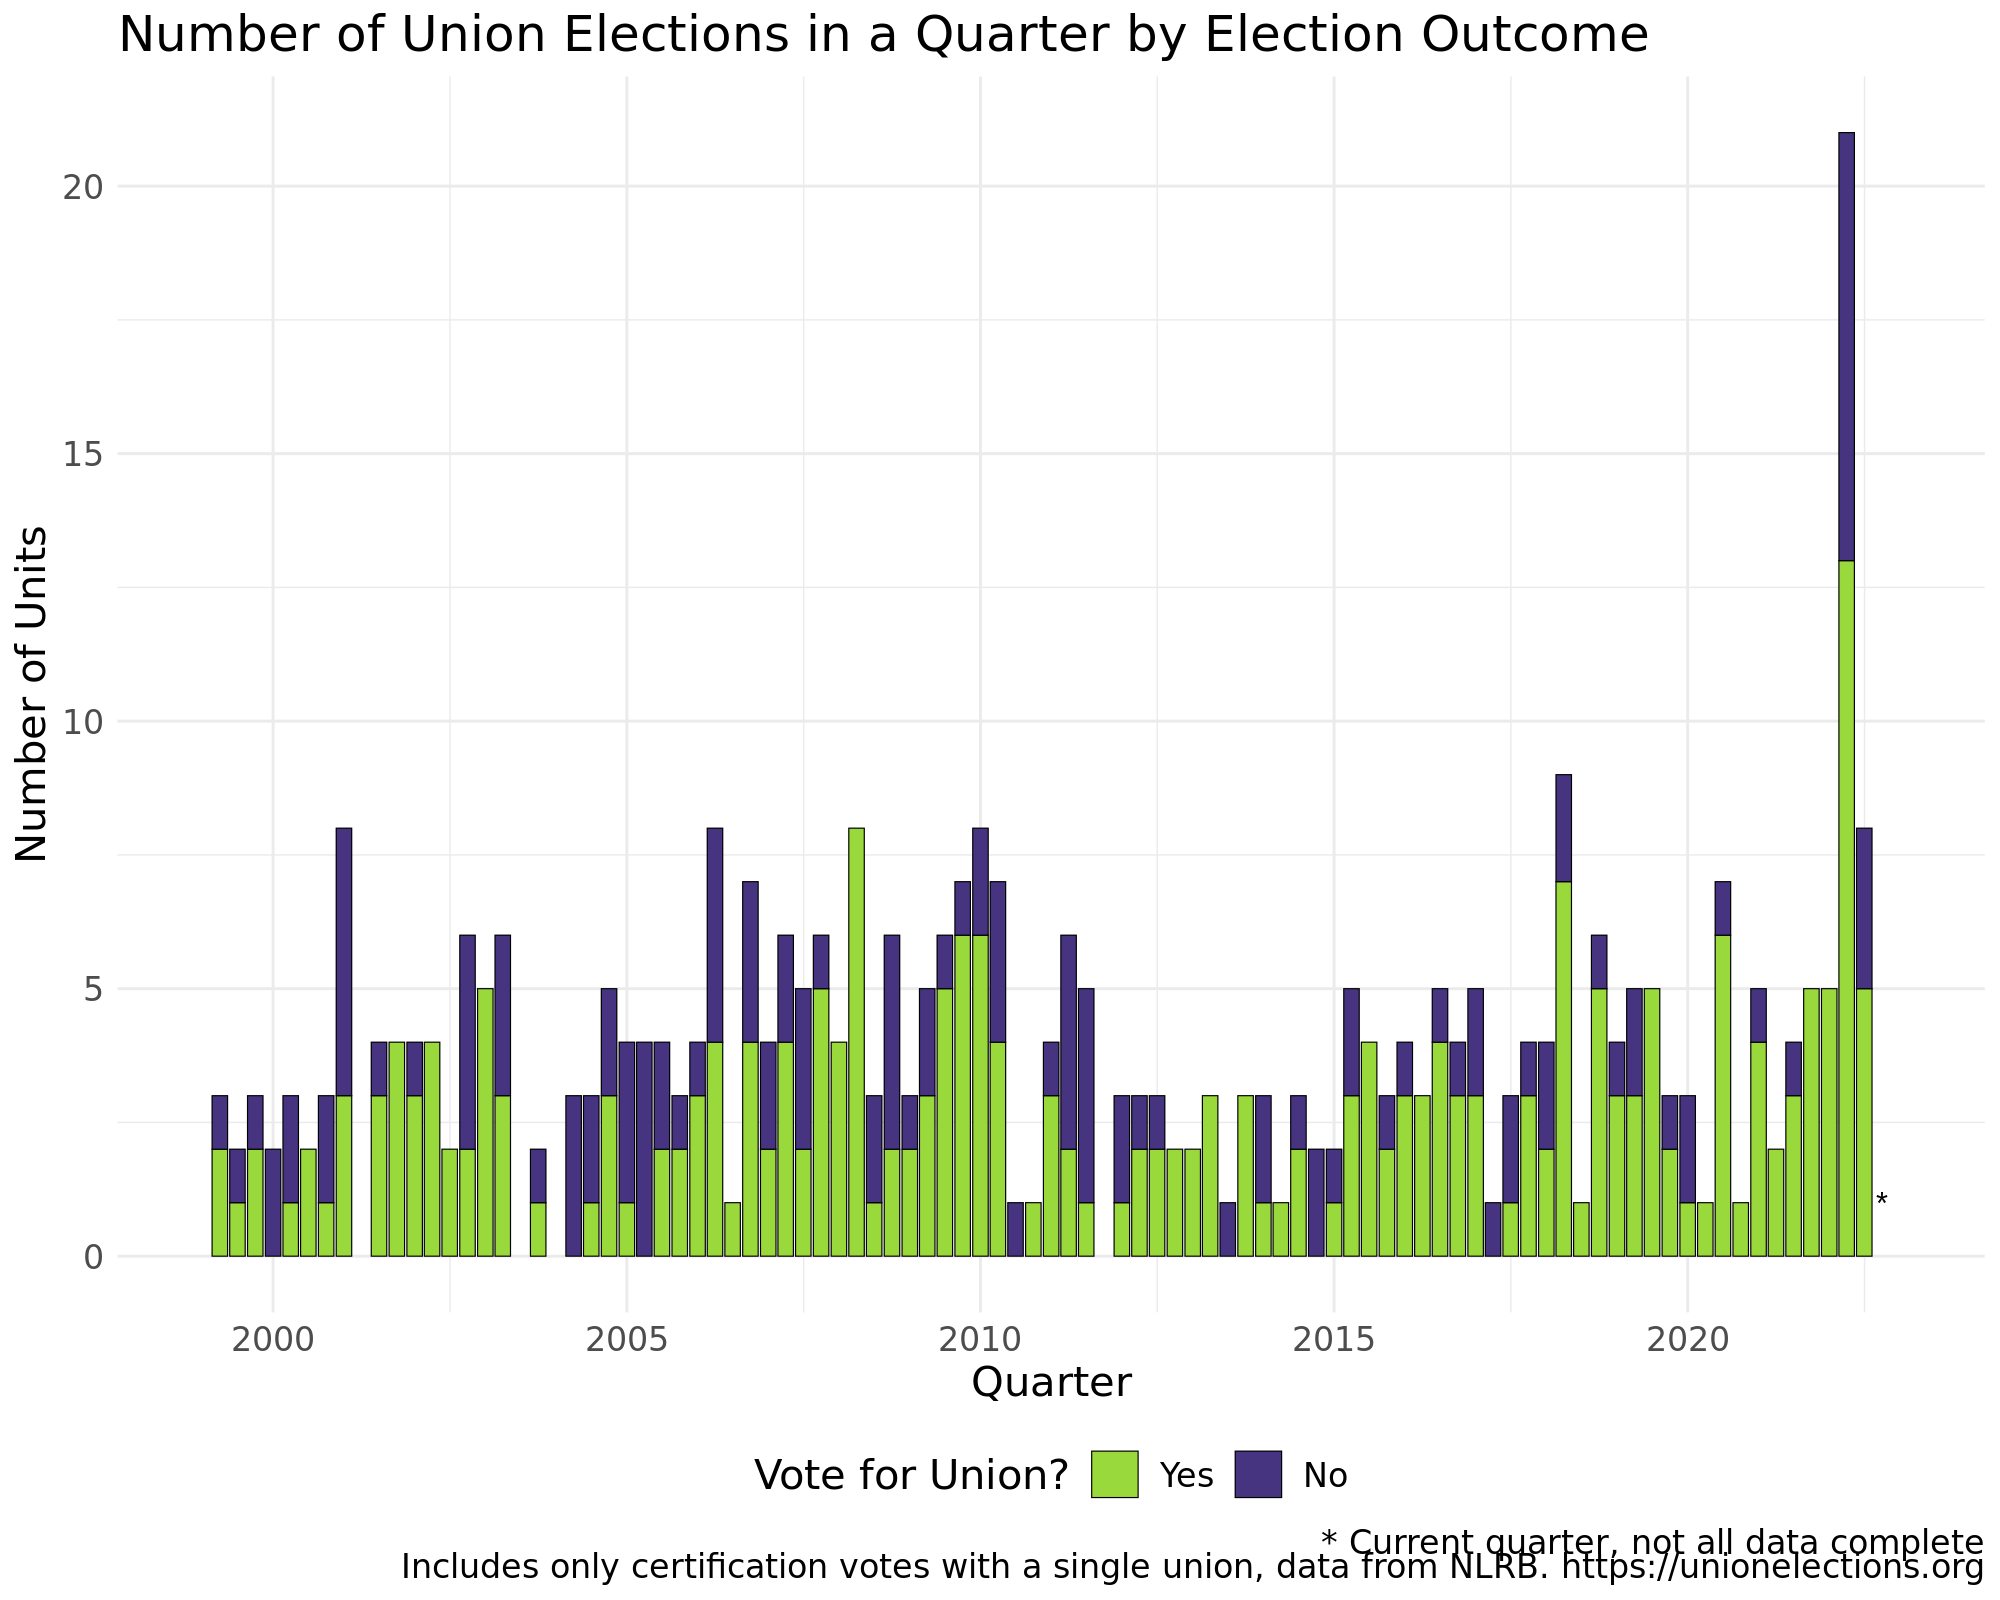 Number of Union Elections in a Quarter by Election Outcome
20
15
10
5
0
Number of Units
*
2000 2005 2010 2015 2020
Quarter
Vote for Union? Yes No
* Current quarter, not all data complete
Includes only certification votes with a single union, data from NLRB. https://unionelections.org